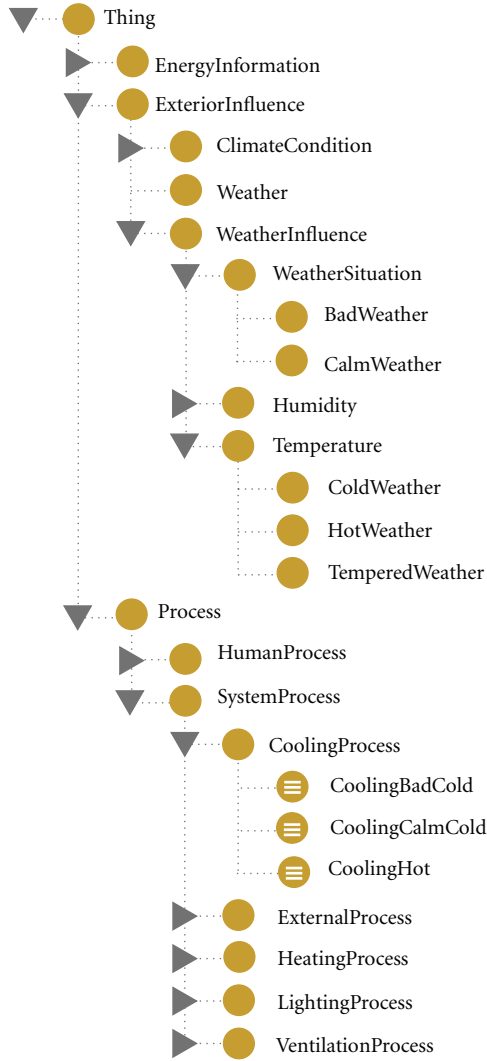 Thing
EnergyInformation
ExteriorInfluence
ClimateCondition
Weather
WeatherInfluence
WeatherSituation
BadWeather
CalmWeather
Humidity
Temperature
ColdWeather
HotWeather
TemperedWeather
Process
HumanProcess
SystemProcess
CoolingProcess
CoolingBadCold
CoolingCalmCold
CoolingHot
ExternalProcess
HeatingProcess
LightingProcess
VentilationProcess